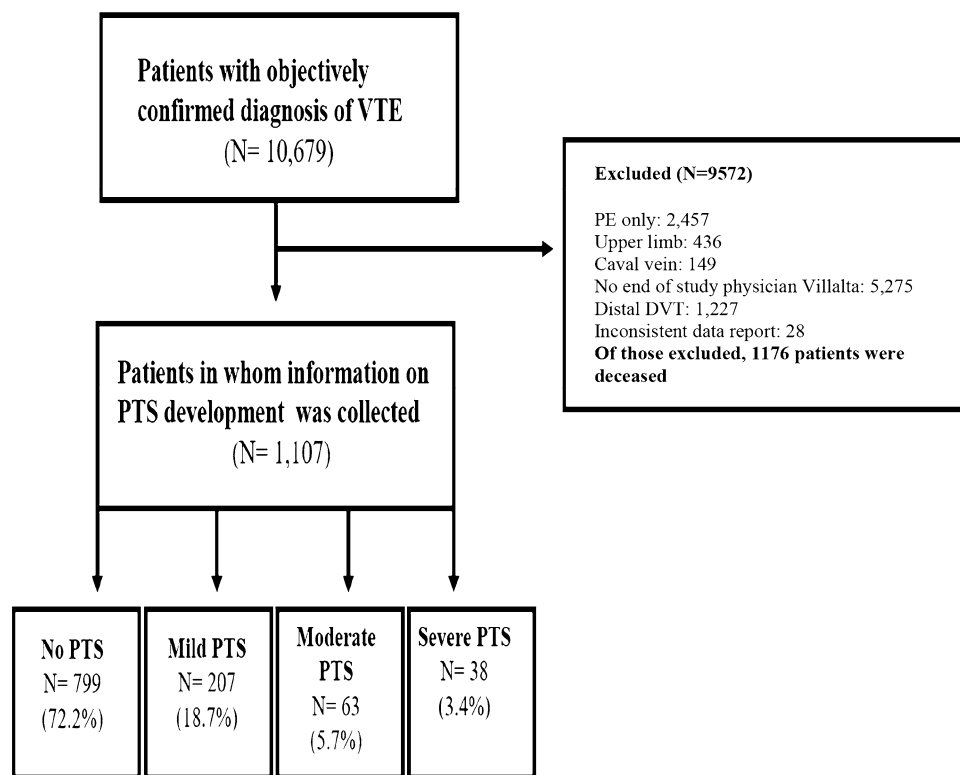 Patients with objectively
confirmed diagnosis of VTE
(N= 10,679)
Excluded (N=9572)
PE only: 2,457
Upper limb: 436
Caval vein: 149
No end of study physician Villalta: 5,275
Distal DVT: 1,227
Inconsistent data report: 28
Of those excluded, 1176 patients were
deceased
Patients in whom information on
PTS development was collected
(N= 1,107)
No PTS
N= 799
(72.2%)
Mild PTS
N= 207
(18.7%)
Moderate
PTS
N= 63
(5.7%)
Severe PTS
N= 38
(3.4%)